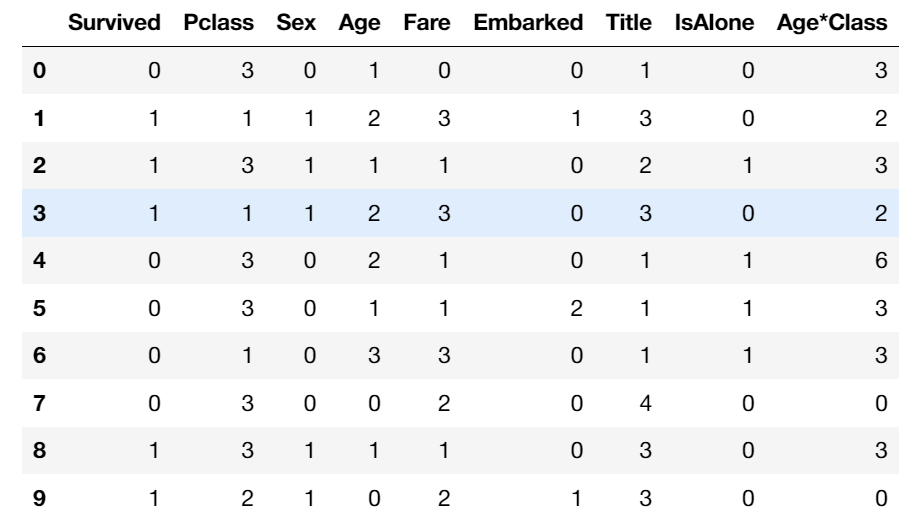 Survived Pclass Sex Age Fare Embarked Title IsAlone Age*Class
0 0 3 0 1 0 0 1 0 3
1 1 1 1 2 3 1 3 0 2
2 1 3 1 1 1 0 2 1 3
3 1 1 1 2 3 0 3 0 2
4 0 3 0 2 1 0 1 1 6
5 0 3 0 1 1 2 1 1 3
6 0 1 0 3 3 0 1 1 3
7 0 3 0 0 2 0 4 0 0
8 1 3 1 1 1 0 3 0 3
9 1 2 1 0 2 1 3 0 0